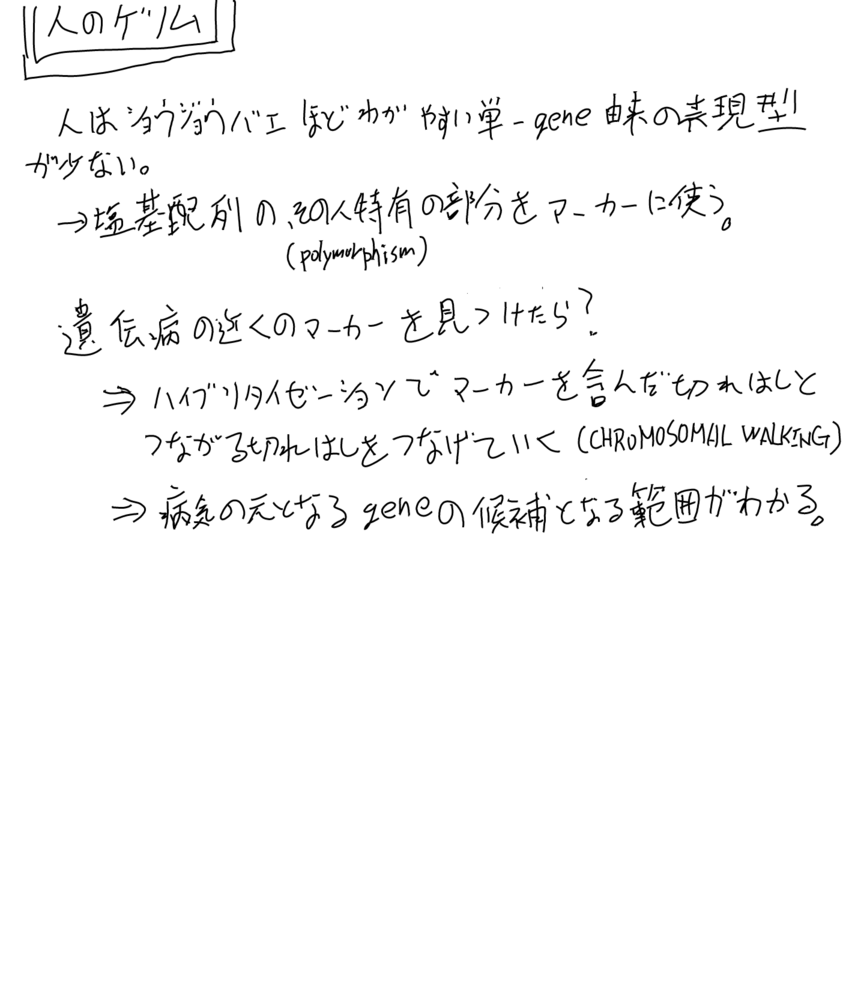 人のゲノム
人はショウジョウバエほどわかりやすい単一gene由来の表現型
が少ない。
→塩基配列の、その人特有の部分をマーカーに使う。
(polymorphism)
遺伝病の近くのマーカーを見つけたら?
⇒ハイブリタイゼーションでマーカーを含んだ切れはしと
つながる切れはしをつなげていく(CHROMOSOMAL WALKING)
⇒病気の元となるgeneの候補となる範囲がわかる。